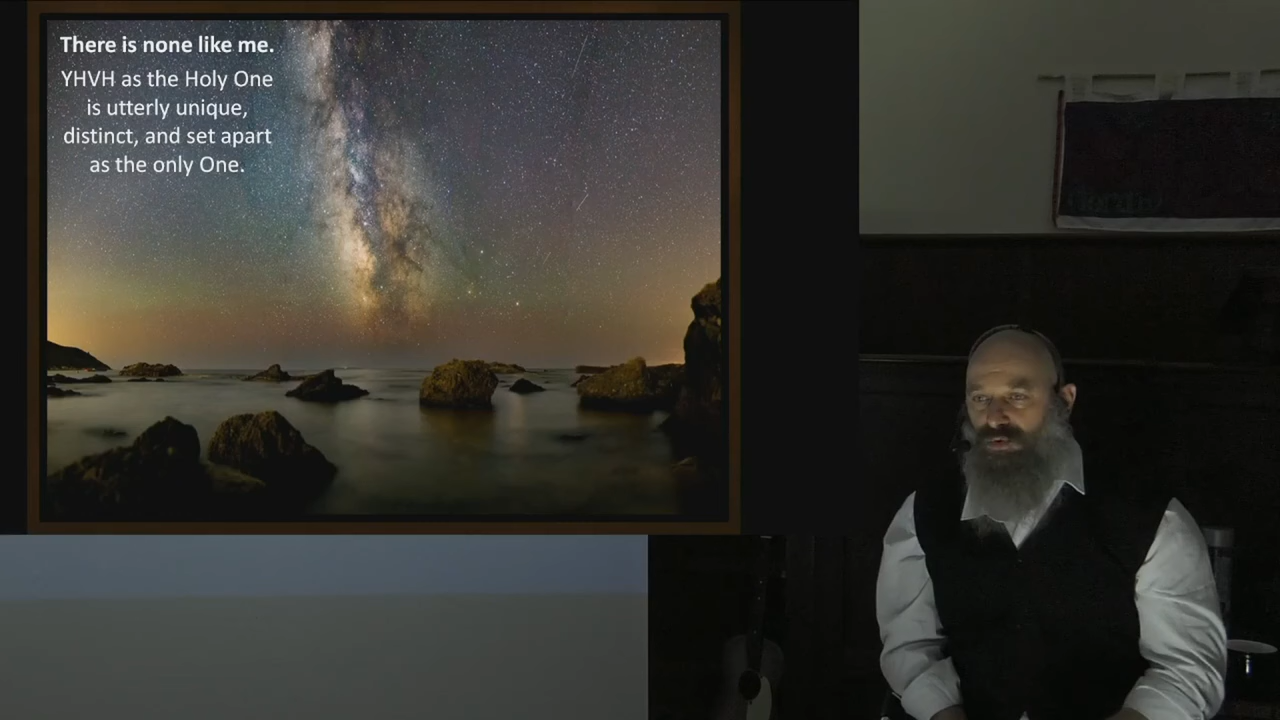 There is none like me.
YHVH as the Holy One
is utterly unique,
distinct, and set apart
as the only One.